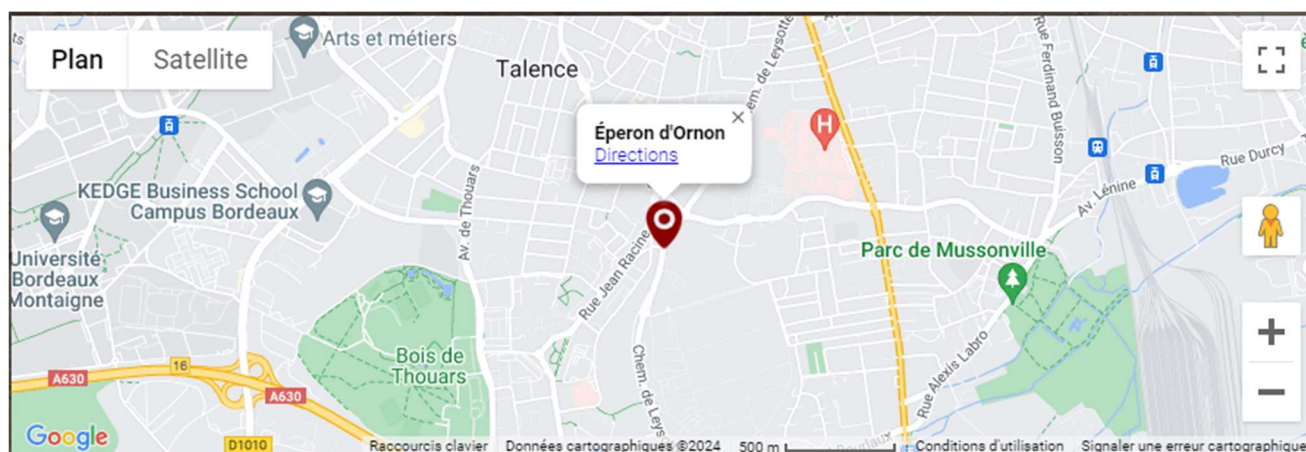 Plan
Satellite
Arts et métiers
Talence
Chem. de Leysotte
Rue Ferdinand Buisson
Éperon d'Ornon
Directions
H
Rue Durcy
KEDGE Business School
Campus Bordeaux
Av. de Thouars
Av. Lénine
Université
Bordeaux
Montaigne
Rue Jean Racine
Parc de Mussonville
Bois de
Thouars
Chem. de Leys
Rue Alexis Labro
16
A630
A630
Google
D1010
Raccourcis clavier
Données cartographiques ©2024
500 m
Conditions d'utilisation
Signaler une erreur cartographique